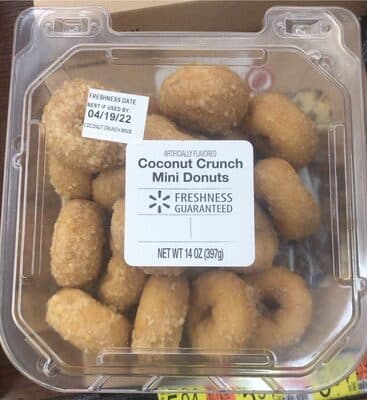 FRESHNESS DATE
BEST IF USED BY:
04/19/22
COCONUT CRUNCH MINIS
ARTIFICIALLY FLAVORED
Coconut Crunch
Mini Donuts
FRESHNESS
GUARANTEED
NET WT 14 OZ (397g)